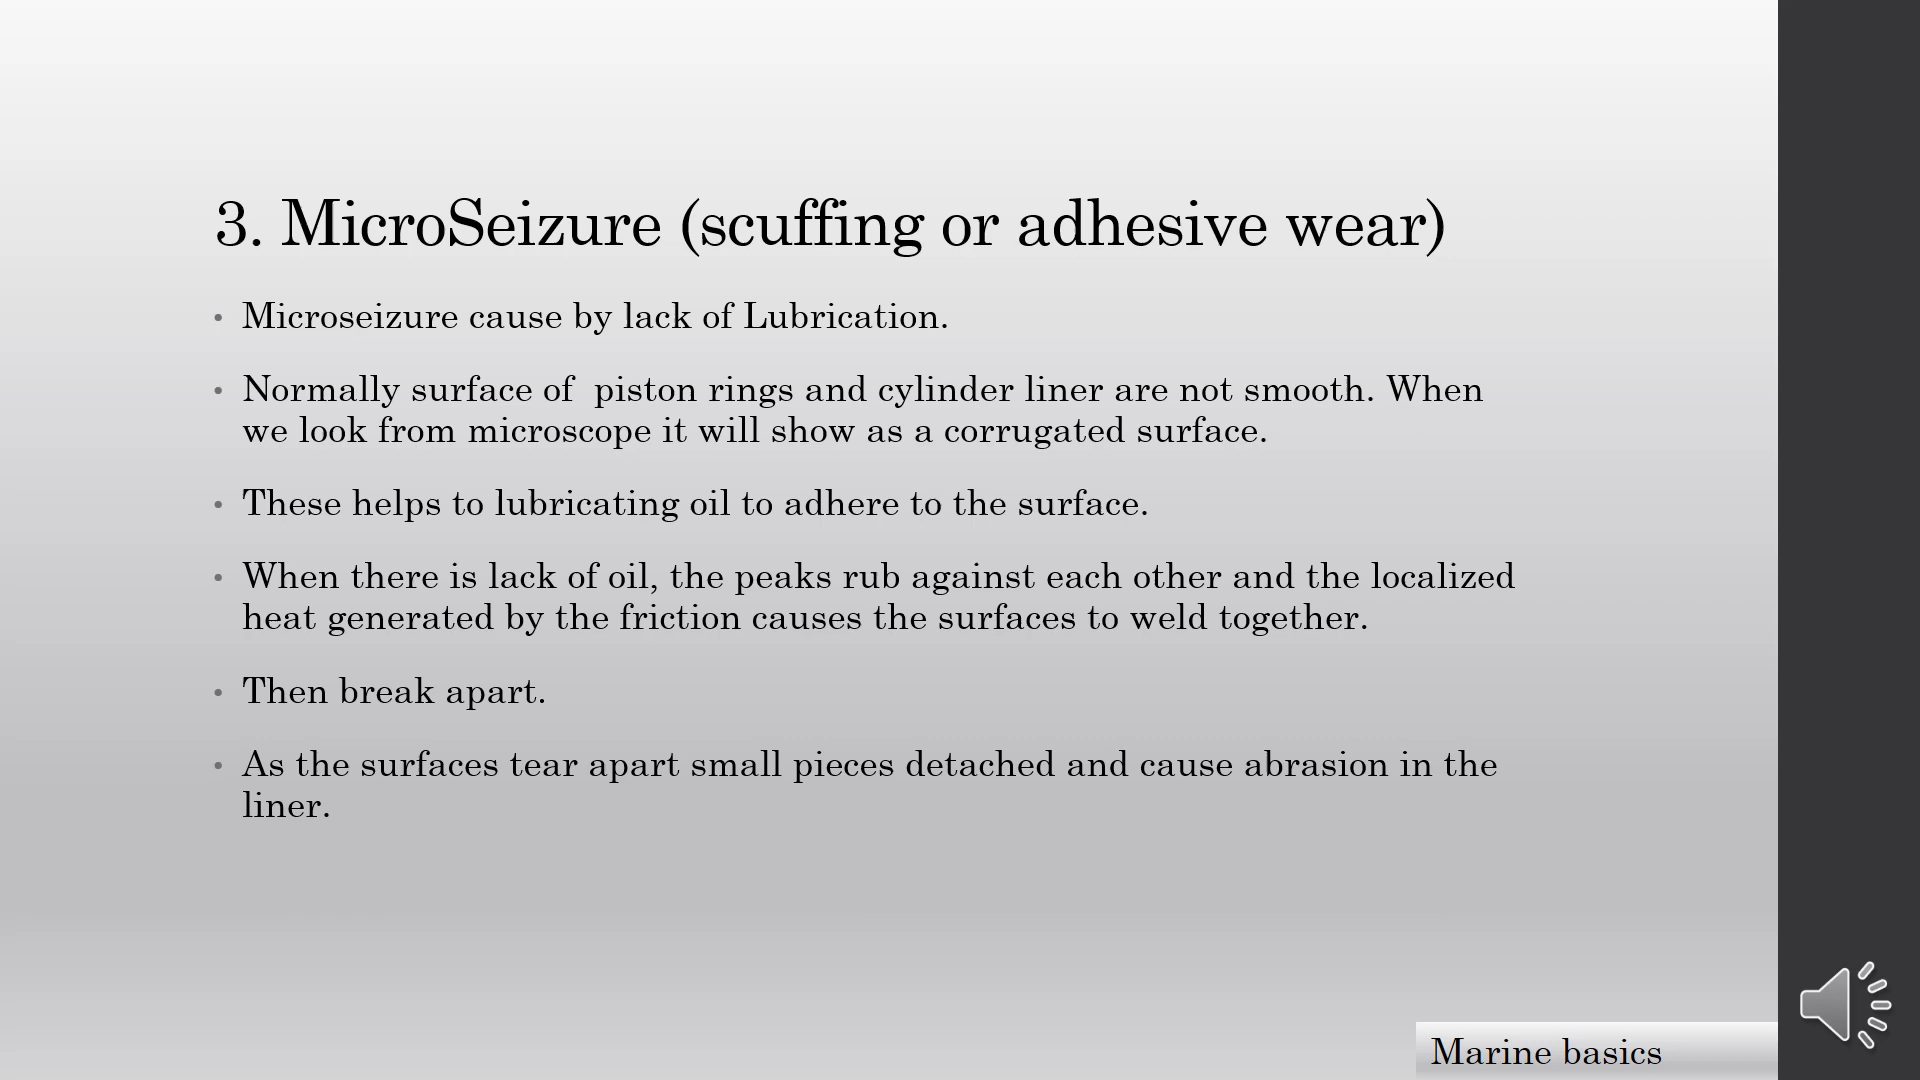 3. MicroSeizure (scuffing or adhesive wear)
• Microseizure cause by lack of Lubrication.
• Normally surface of  piston rings and cylinder liner are not smooth. When
we look from microscope it will show as a corrugated surface.
• These helps to lubricating oil to adhere to the surface.
• When there is lack of oil, the peaks rub against each other and the localized
heat generated by the friction causes the surfaces to weld together.
• Then break apart.
• As the surfaces tear apart small pieces detached and cause abrasion in the
liner.
Marine basics